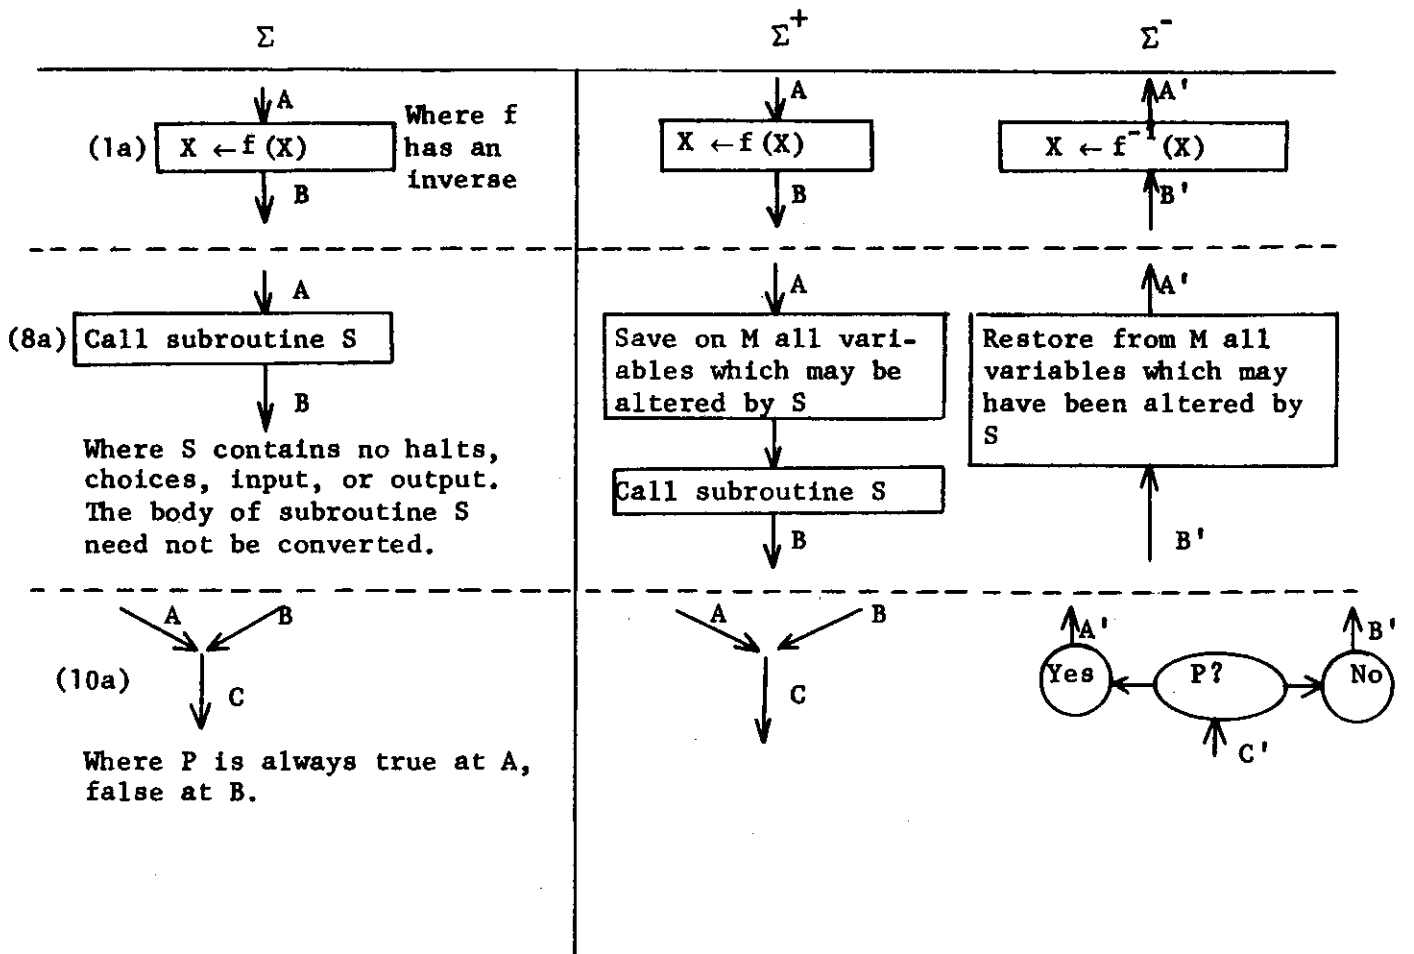 Σ Σ⁺ Σ⁻
A
(1a) X ← f (X)
B
Where f
has an
inverse
A
X ← f (X)
B
A'
X ← f⁻¹ (X)
B'
A
(8a) Call subroutine S
B
Where S contains no halts,
choices, input, or output.
The body of subroutine S
need not be converted.
A
Save on M all vari-
ables which may be
altered by S
Call subroutine S
B
A'
Restore from M all
variables which may
have been altered by
S
B'
A B
(10a)
C
Where P is always true at A,
false at B.
A B
C
A' B'
Yes P? No
C'